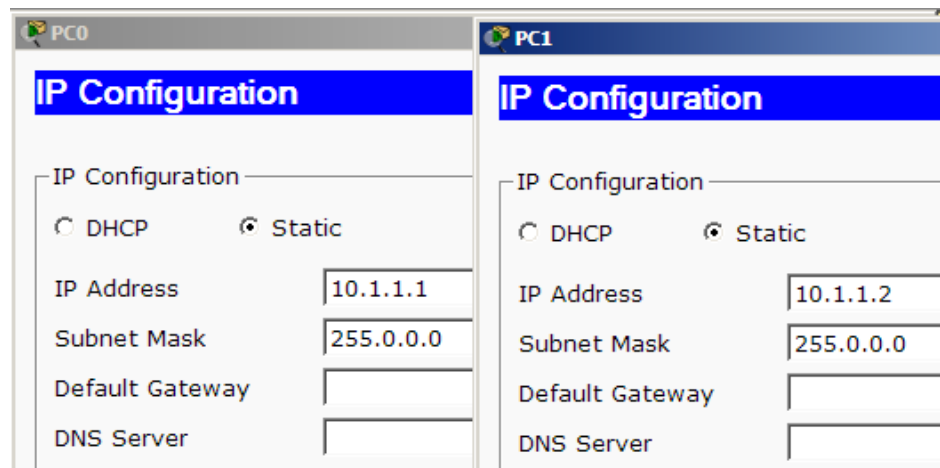 PC0
IP Configuration
IP Configuration
DHCP Static
IP Address 10.1.1.1
Subnet Mask 255.0.0.0
Default Gateway
DNS Server
PC1
IP Configuration
IP Configuration
DHCP Static
IP Address 10.1.1.2
Subnet Mask 255.0.0.0
Default Gateway
DNS Server